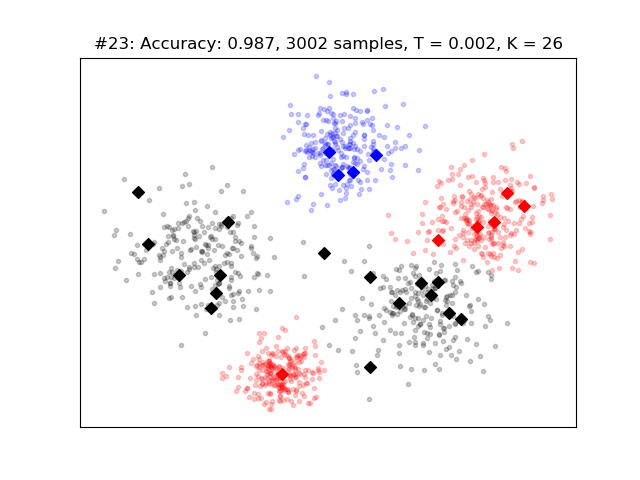 #23: Accuracy: 0.987, 3002 samples, T = 0.002, K = 26